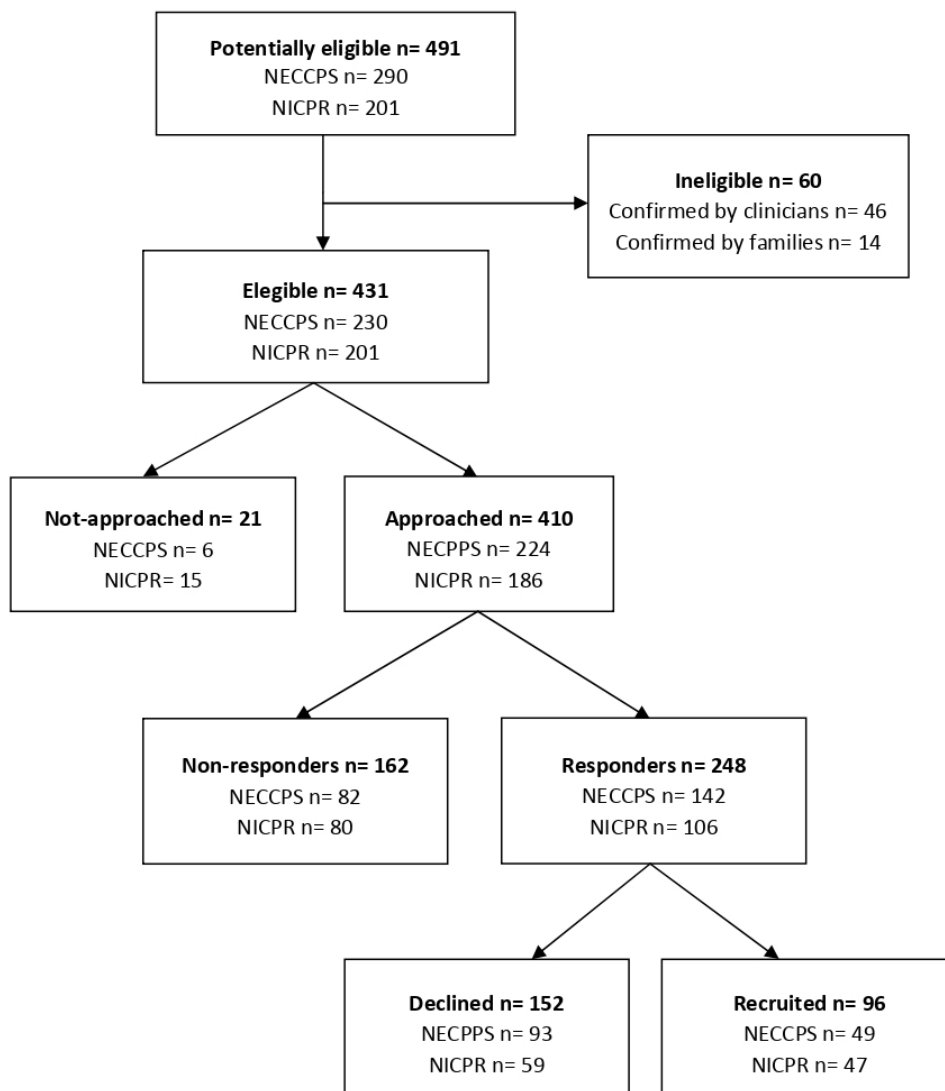 Potentially eligible n= 491
NECCPS n= 290
NICPR n= 201
Ineligible n= 60
Confirmed by clinicians n= 46
Confirmed by families n= 14
Elegible n= 431
NECCPS n= 230
NICPR n= 201
Not-approached n= 21
NECCPS n= 6
NICPR= 15
Approached n= 410
NECPPS n= 224
NICPR n= 186
Non-responders n= 162
NECCPS n= 82
NICPR n= 80
Responders n= 248
NECCPS n= 142
NICPR n= 106
Declined n= 152
NECPPS n= 93
NICPR n= 59
Recruited n= 96
NECCPS n= 49
NICPR n= 47